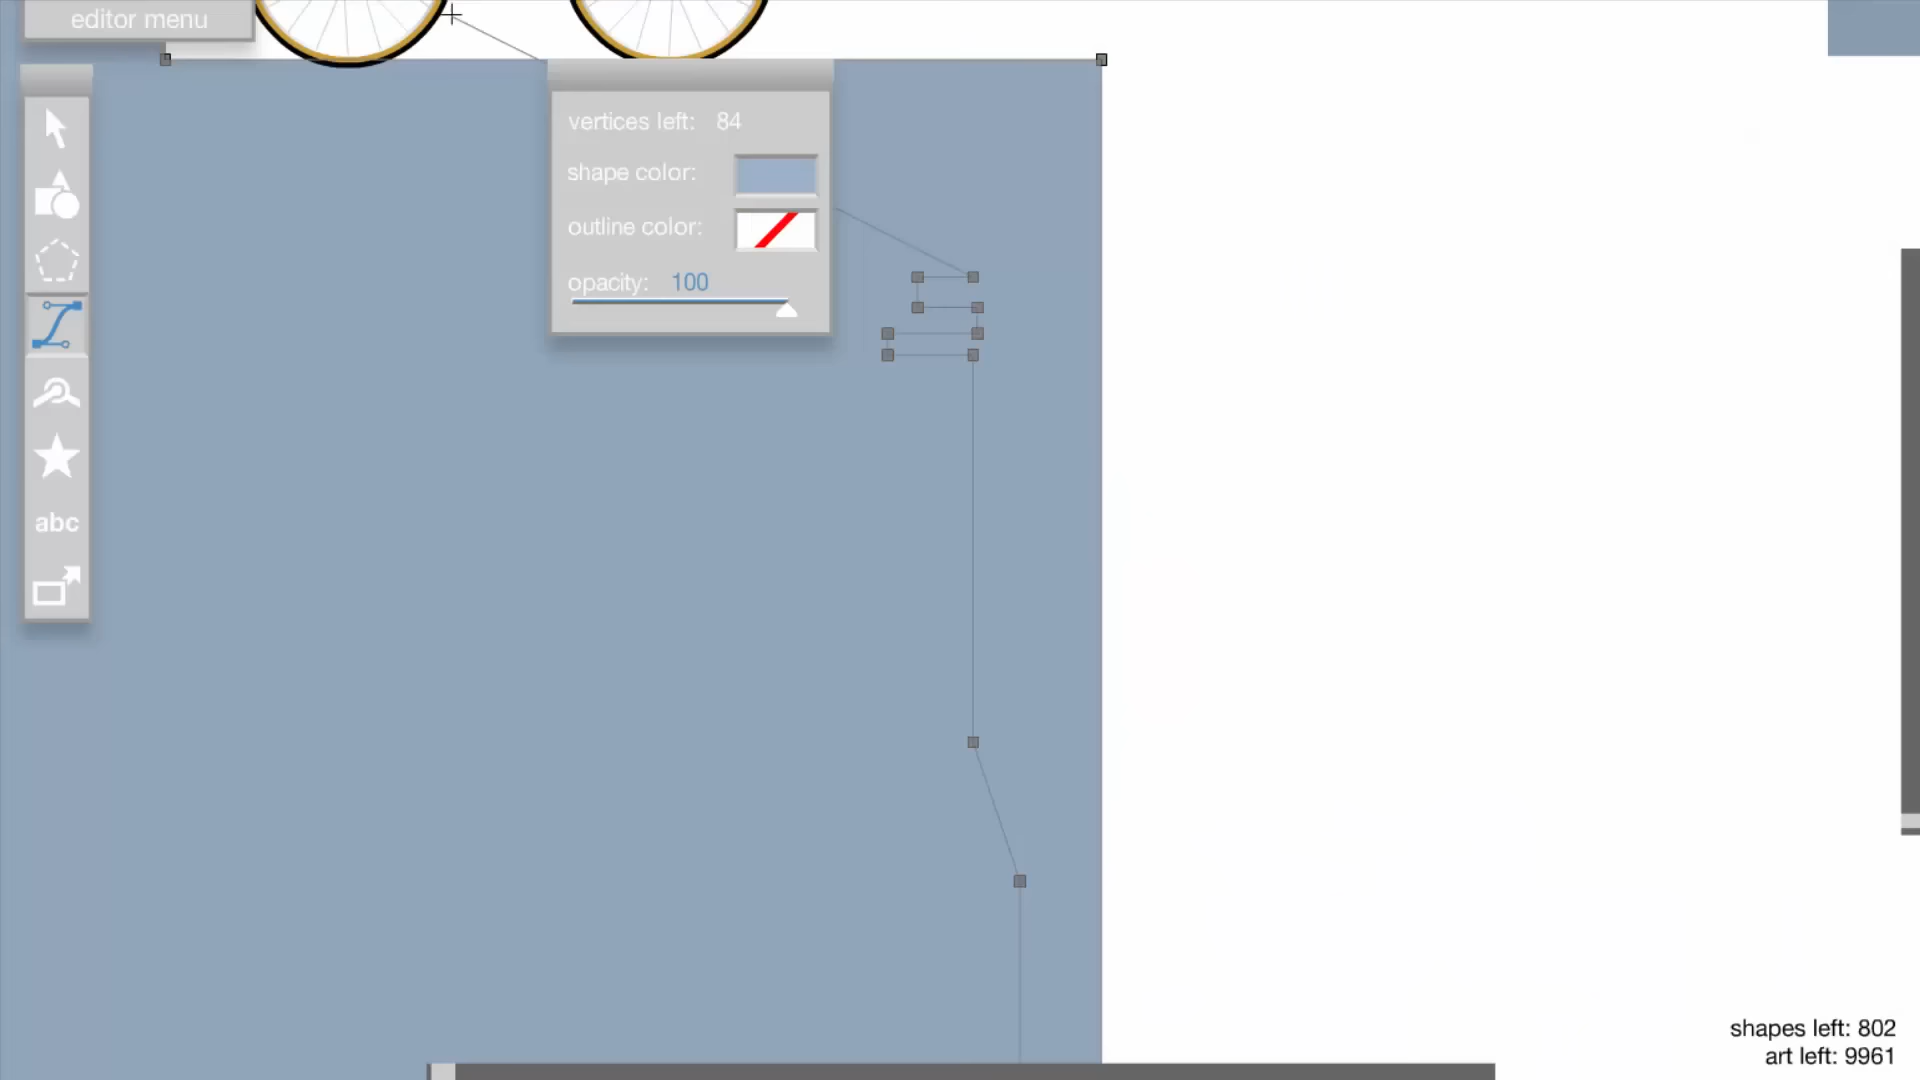 editor menu
vertices left: 84
shape color:
outline color:
opacity: 100
abc
shapes left: 802
art left: 9961